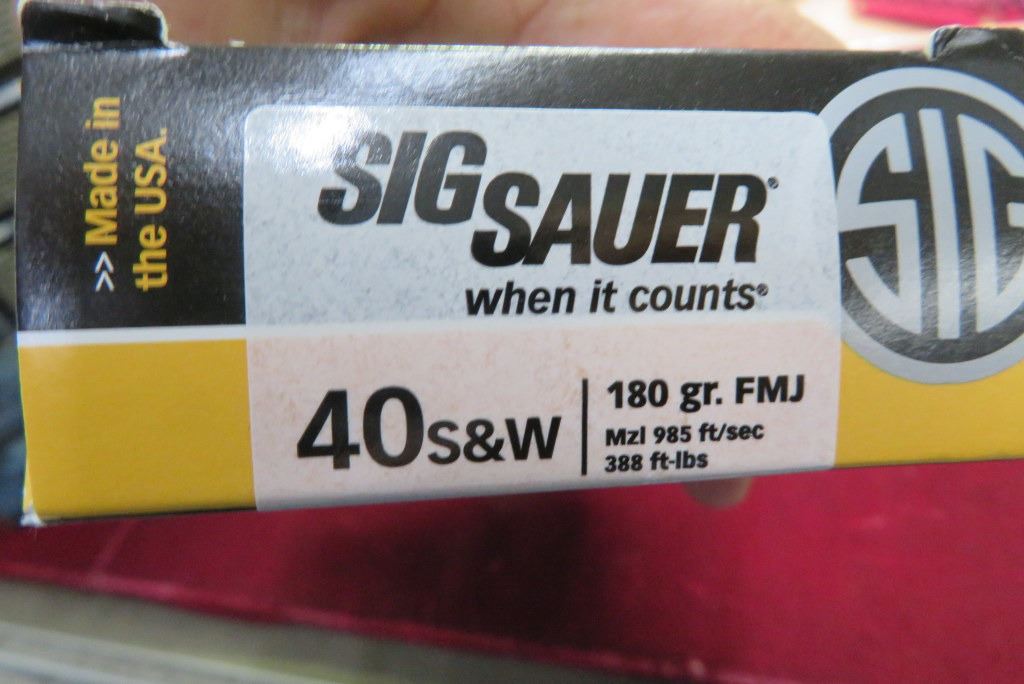 >> Made in
the USA.
SIG SAUER®
when it counts®
SIG
40 S&W
180 gr. FMJ
Mzl 985 ft/sec
388 ft-lbs